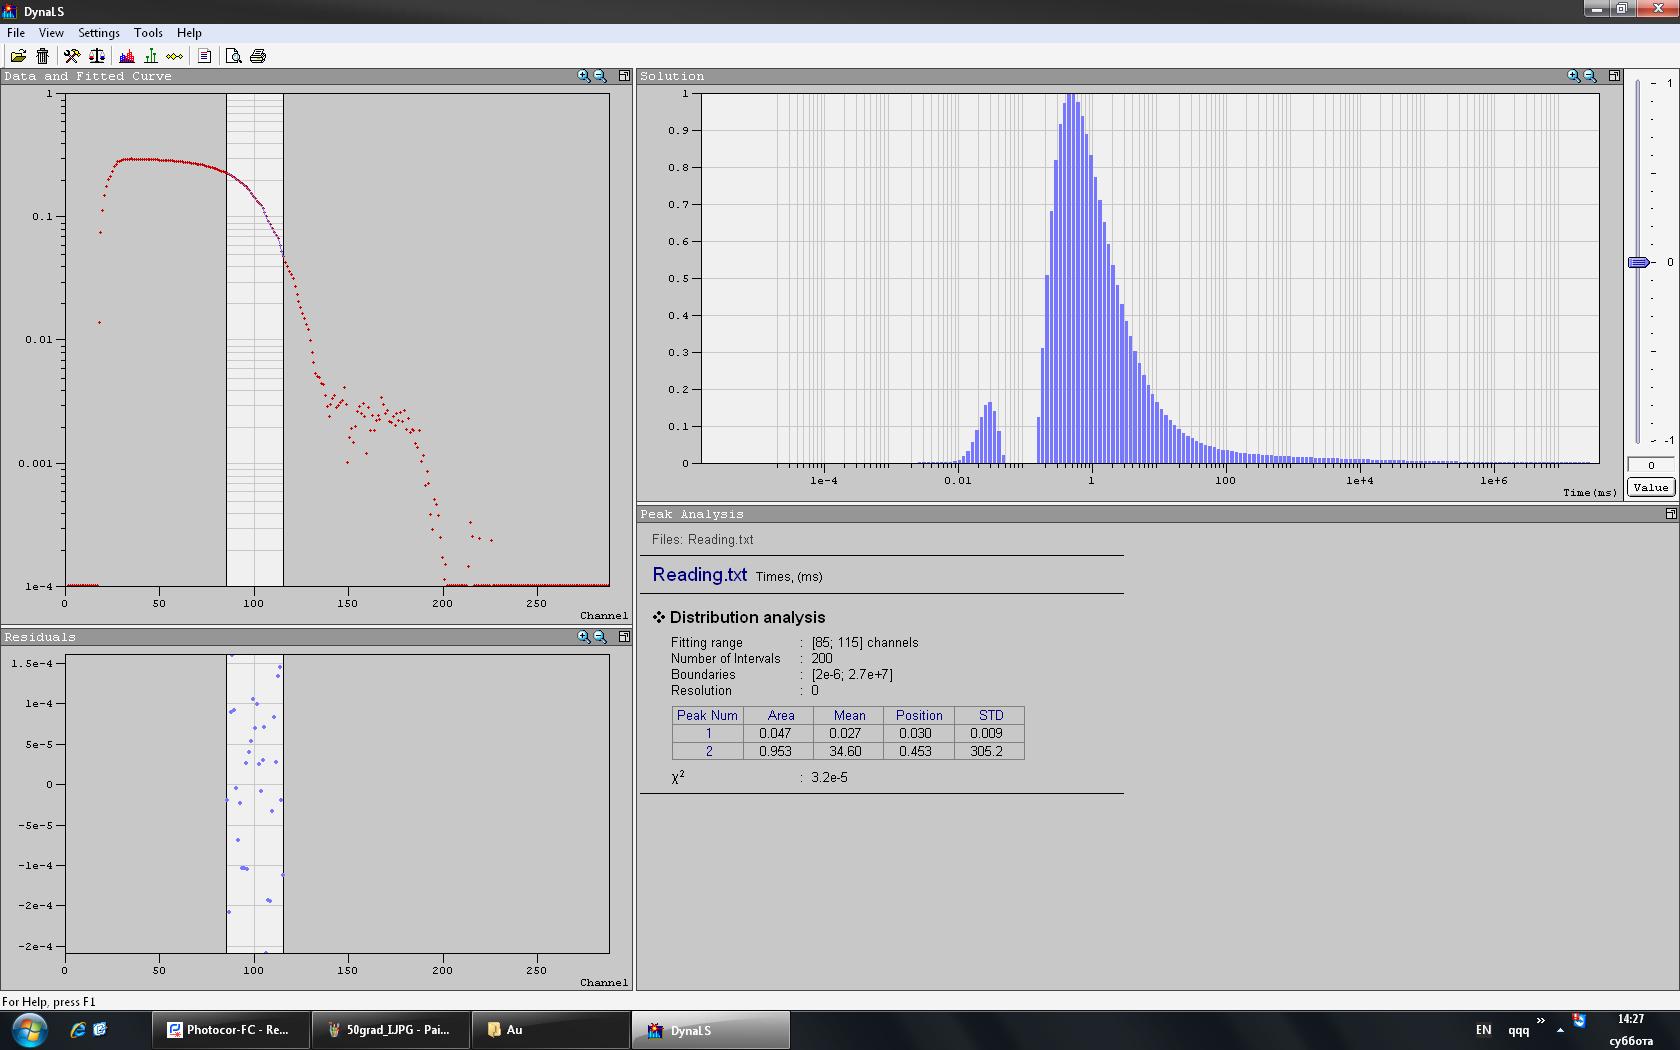 DynaLS
File View Settings Tools Help
Data and Fitted Curve
1
0.1
0.01
0.001
1e-4
0 50 100 150 200 250
Channel
Residuals
1.5e-4
1e-4
5e-5
0
-5e-5
-1e-4
-2e-4
-2e-4
0 50 100 150 200 250
Channel
Solution
1
0.9
0.8
0.7
0.6
0.5
0.4
0.3
0.2
0.1
0
1e-4 0.01 1 100 1e+4 1e+6
Time(ms)
1
0
-1
0
Value
Peak Analysis
Files: Reading.txt
Reading.txt Times, (ms)
Distribution analysis
Fitting range : [85; 115] channels
Number of Intervals : 200
Boundaries : [2e-6; 2.7e+7]
Resolution : 0
Peak Num Area Mean Position STD
1 0.047 0.027 0.030 0.009
2 0.953 34.60 0.453 305.2
χ2 : 3.2e-5
For Help, press F1
Photocor-FC - Re... 50grad_I.JPG - Pai... Au DynaLS EN qqq » 14:27
суббота